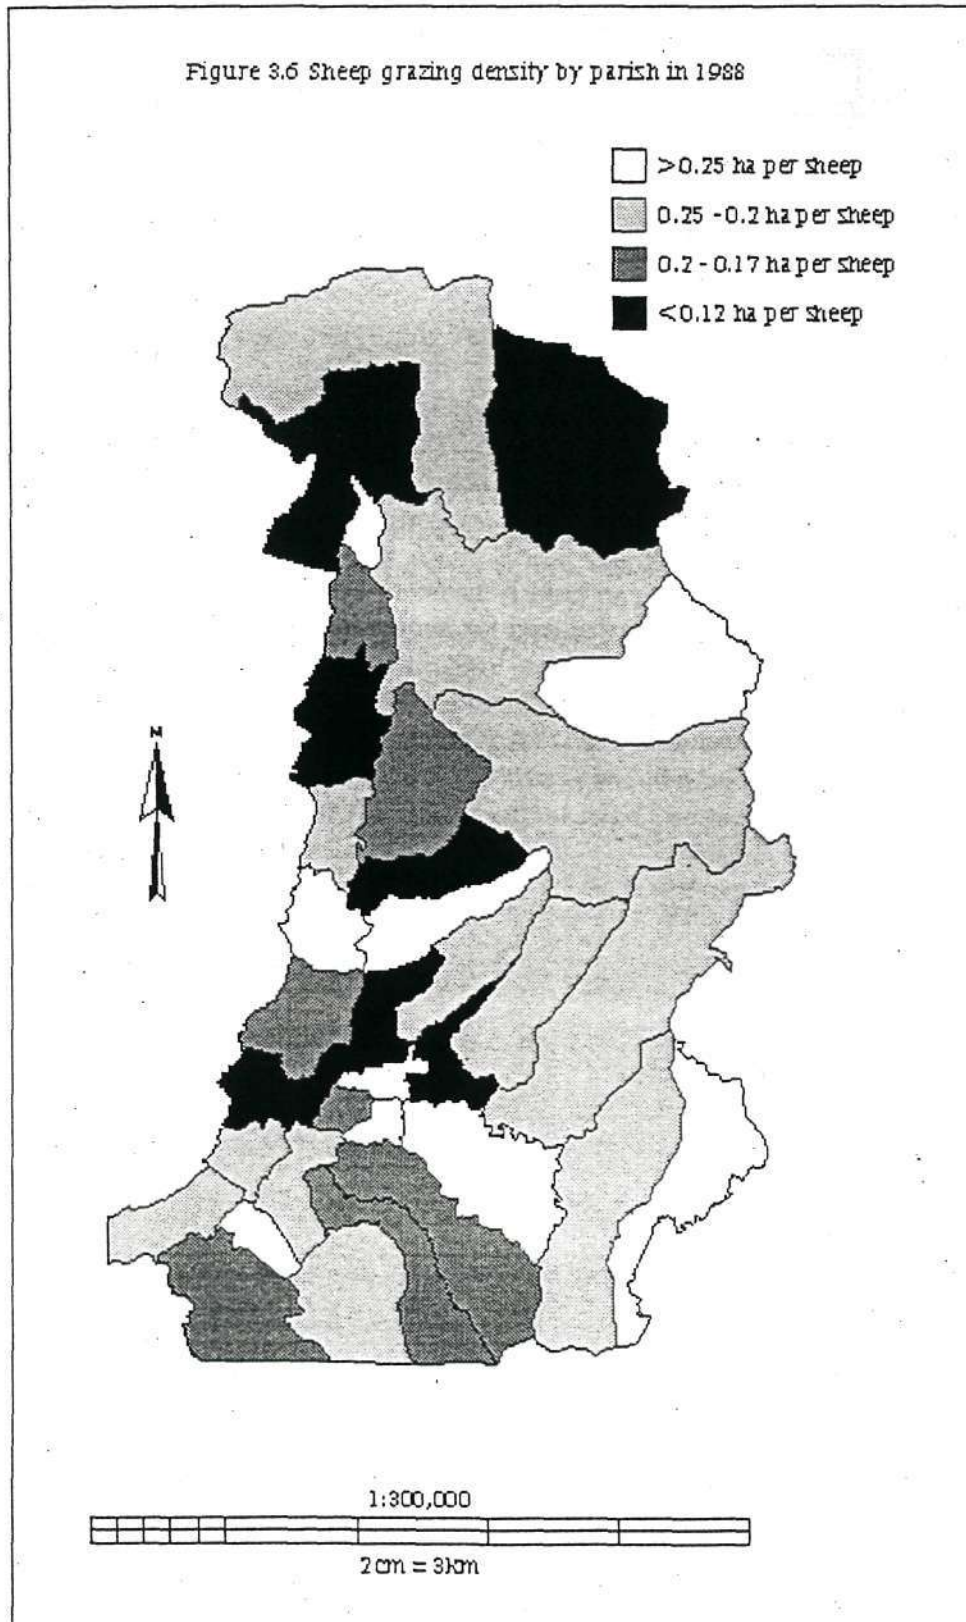 Figure 3.6 Sheep grazing density by parish in 1988
>0.25 ha per sheep
0.25 - 0.2 ha per sheep
0.2 - 0.17 ha per sheep
<0.12 ha per sheep
N
1:300,000
2cm = 3km